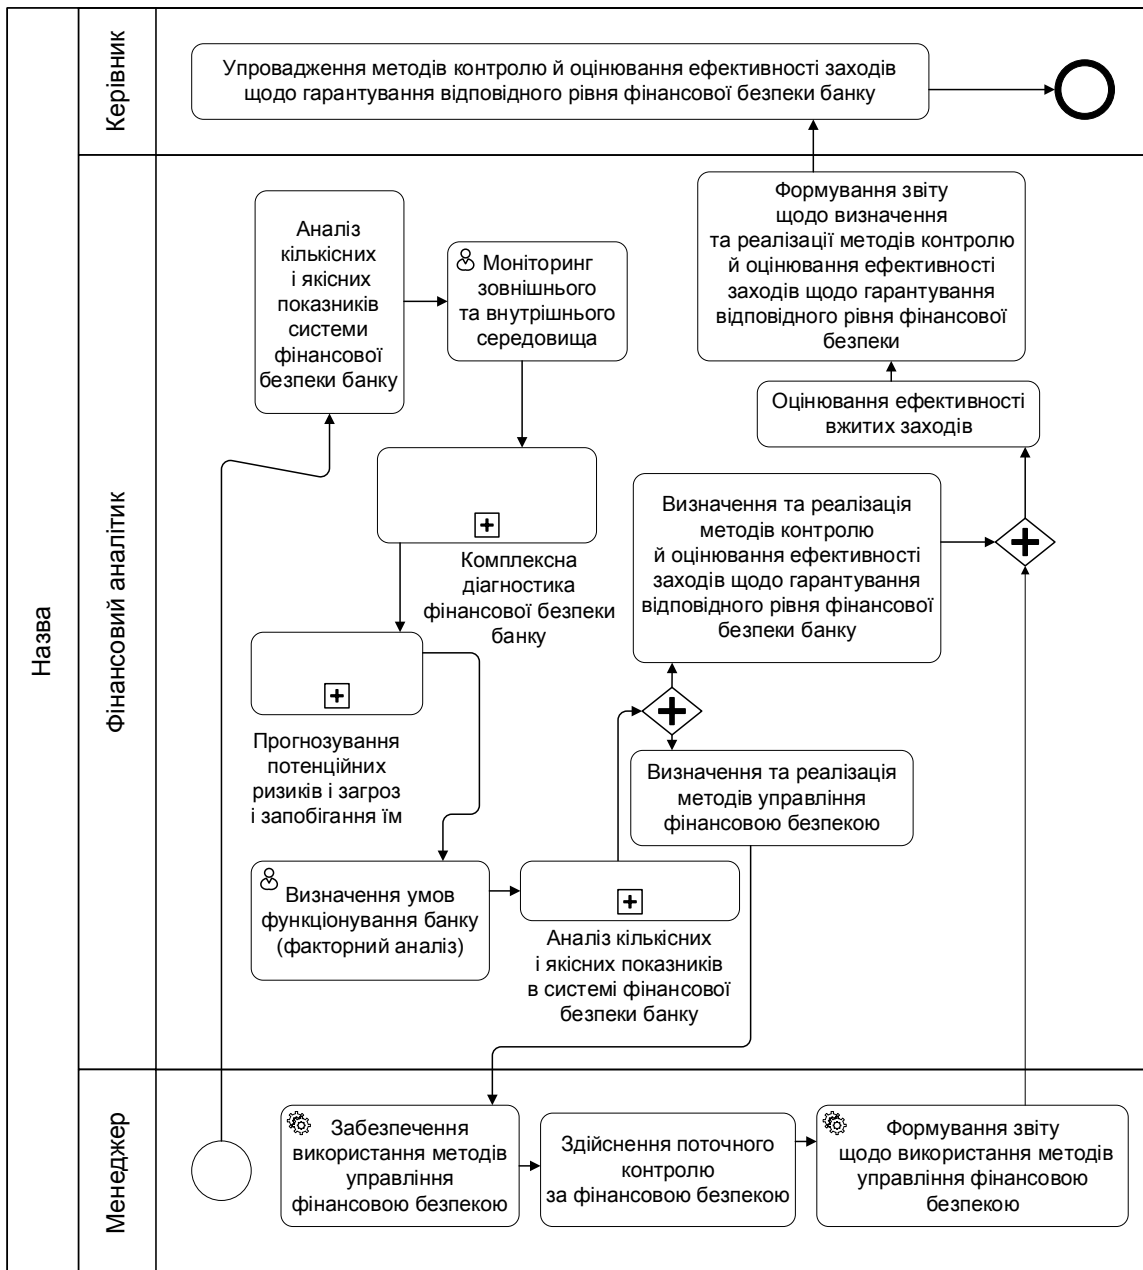 Назва
Керівник
Упровадження методів контролю й оцінювання ефективності заходів
щодо гарантування відповідного рівня фінансової безпеки банку
Фінансовий аналітик
Аналіз
кількісних
і якісних
показників
системи
фінансової
безпеки банку
Моніторинг
зовнішнього
та внутрішнього
середовища
Комплексна
діагностика
фінансової безпеки
банку
Прогнозування
потенційних
ризиків і загроз
і запобігання їм
Визначення умов
функціонування банку
(факторний аналіз)
Аналіз кількісних
і якісних показників
в системі фінансової
безпеки банку
Визначення та реалізація
методів контролю
й оцінювання ефективності
заходів щодо гарантування
відповідного рівня фінансової
безпеки банку
Визначення та реалізація
методів управління
фінансовою безпекою
Оцінювання ефективності
вжитих заходів
Формування звіту
щодо визначення
та реалізації методів контролю
й оцінювання ефективності
заходів щодо гарантування
відповідного рівня фінансової
безпеки
Менеджер
Забезпечення
використання методів
управління
фінансовою безпекою
Здійснення поточного
контролю
за фінансовою безпекою
Формування звіту
щодо використання методів
управління фінансовою
безпекою